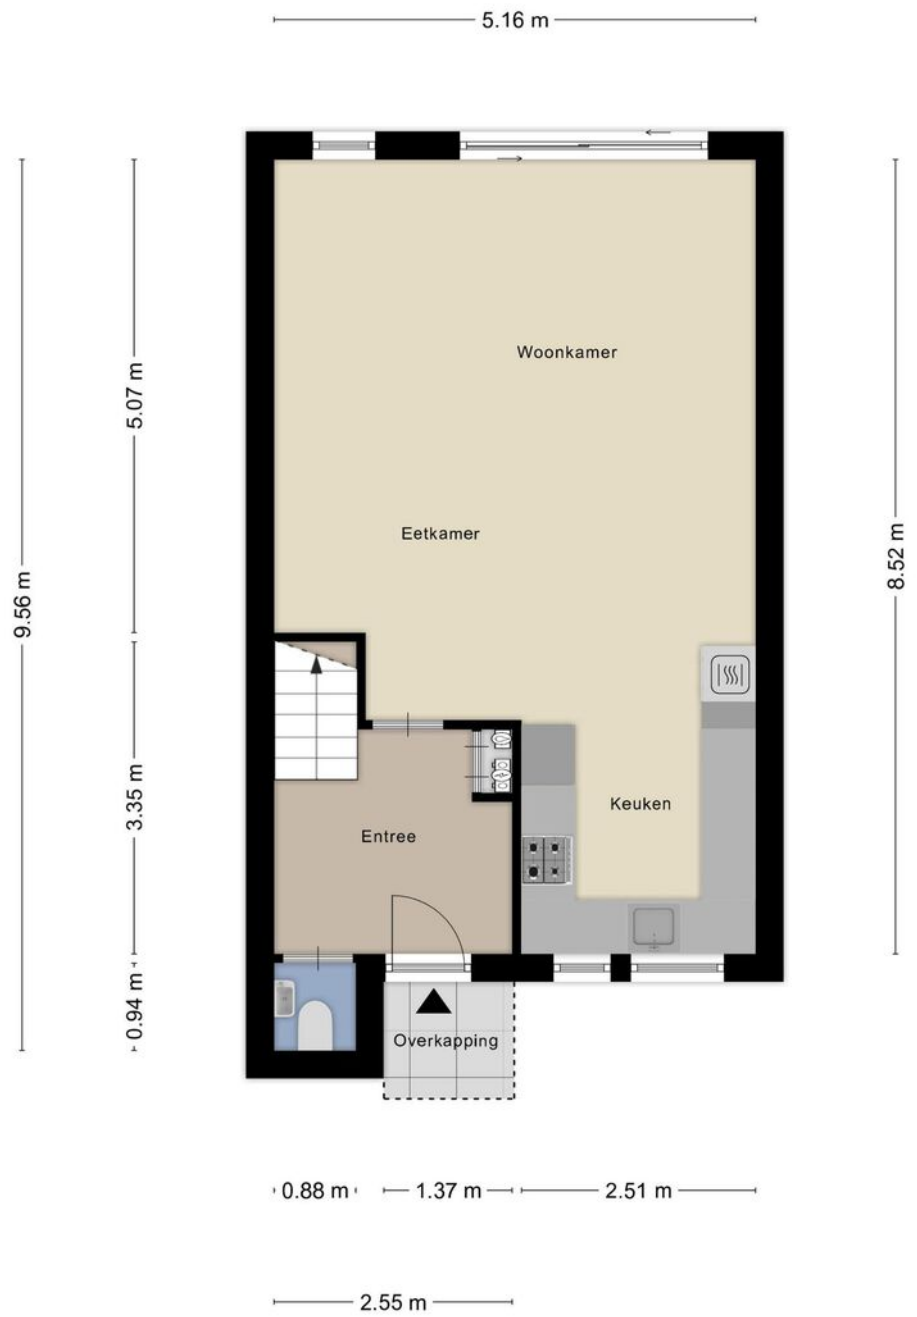 5.16 m
Woonkamer
5.07 m
Eetkamer
8.52 m
9.56 m
Keuken
3.35 m
Entree
0.94 m
Overkapping
0.88 m
1.37 m
2.51 m
2.55 m